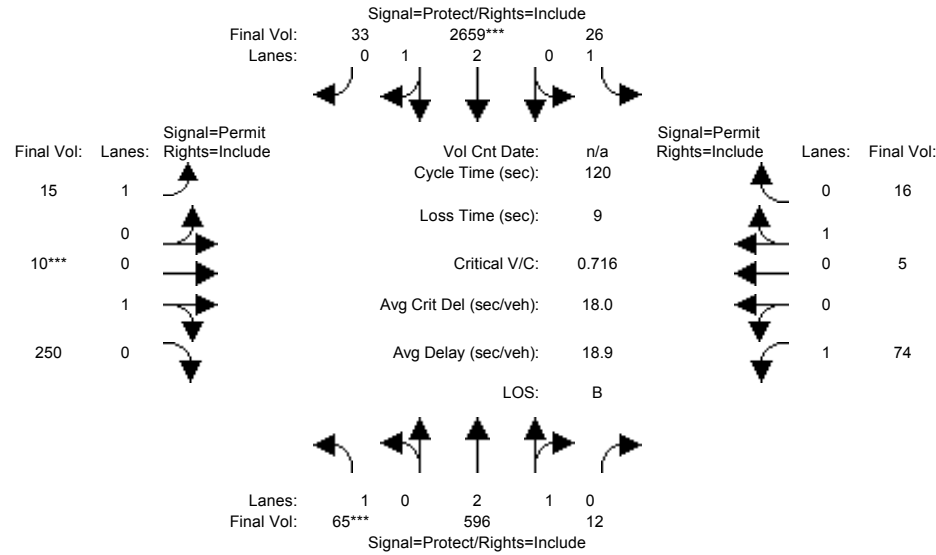 Signal=Protect/Rights=Include
Final Vol: 33 2659*** 26
Lanes: 0 1 2 0 1
Signal=Permit Signal=Permit
Final Vol: Lanes: Rights=Include Vol Cnt Date: n/a Rights=Include Lanes: Final Vol:
Cycle Time (sec): 120
15 1 0 16
Loss Time (sec): 9
0 1
10*** 0 Critical V/C: 0.716 0 5
1 Avg Crit Del (sec/veh): 18.0 0
250 0 Avg Delay (sec/veh): 18.9 1 74
LOS: B
Lanes: 1 0 2 1 0
Final Vol: 65*** 596 12
Signal=Protect/Rights=Include